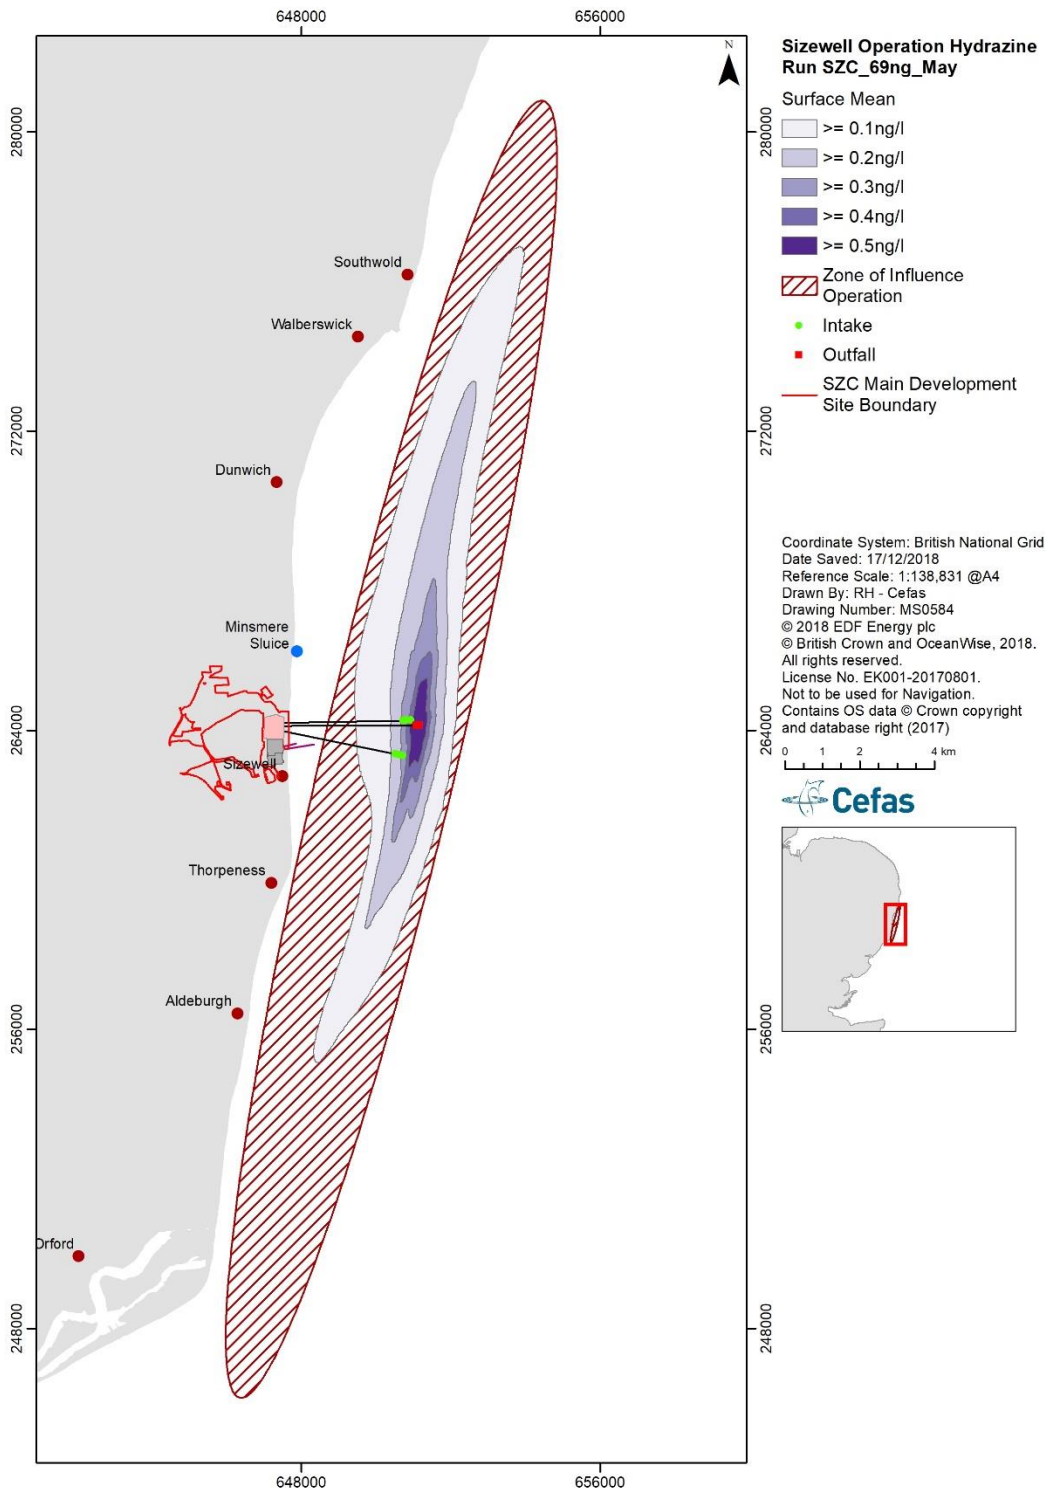 648000
656000
N
280000
272000
264000
256000
248000
280000
272000
264000
256000
248000
Southwold
Walberswick
Dunwich
Minsmere
Sluice
Sizewell
Thorpeness
Aldeburgh
Orford
648000
656000
Sizewell Operation Hydrazine
Run SZC_69ng_May
Surface Mean
>= 0.1ng/l
>= 0.2ng/l
>= 0.3ng/l
>= 0.4ng/l
>= 0.5ng/l
Zone of Influence
Operation
Intake
Outfall
SZC Main Development
Site Boundary
Coordinate System: British National Grid
Date Saved: 17/12/2018
Reference Scale: 1:138,831 @A4
Drawn By: RH - Cefas
Drawing Number: MS0584
© 2018 EDF Energy plc
© British Crown and OceanWise, 2018.
All rights reserved.
License No. EK001-20170801.
Not to be used for Navigation.
Contains OS data © Crown copyright
and database right (2017)
0 1 2 4 km
Cefas